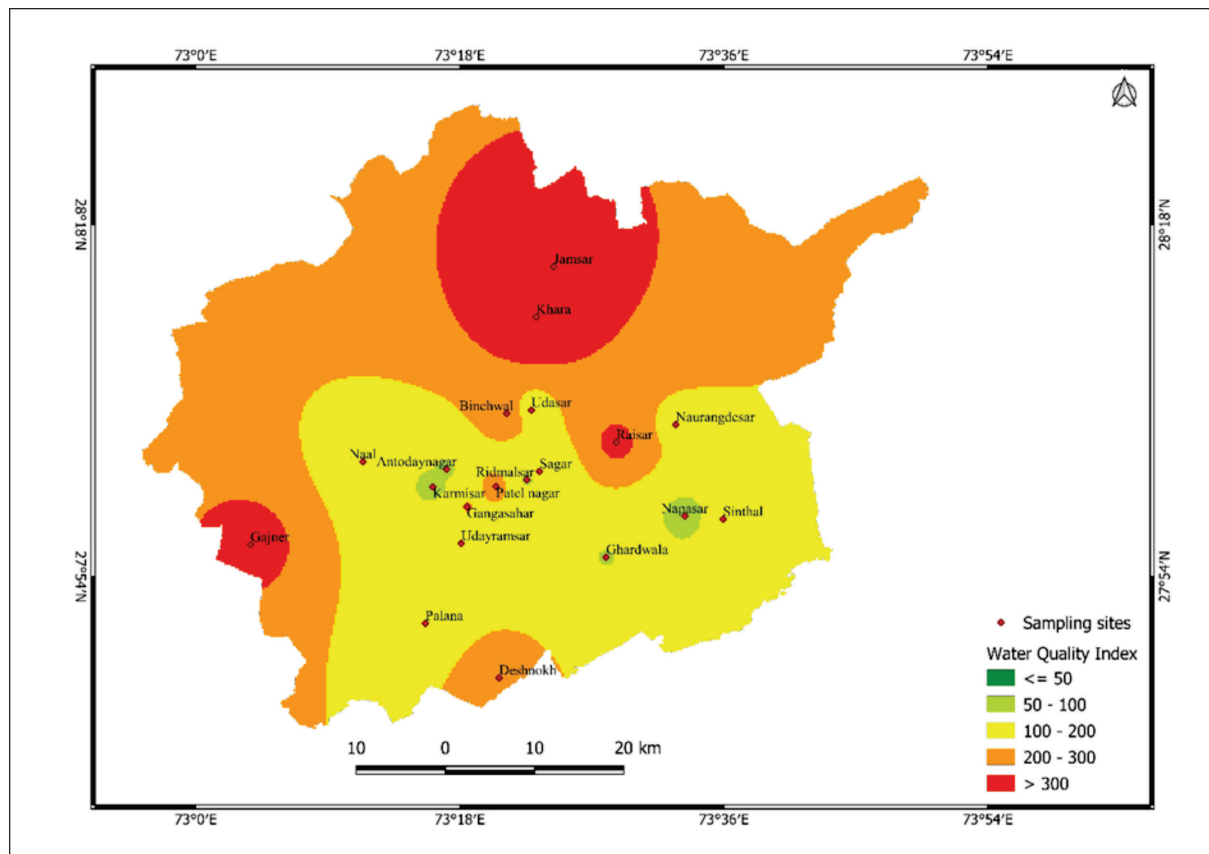 73°0′E 73°18′E 73°36′E 73°54′E
28°18′N 28°18′N
Jamsar
Khara
Binchwal Udasar
Naurangdesar
Raisar
Naal Antodaynagar Ridmalsar Sagar
Karmisar Patel nagar
Gangasahar
Napasar Sinthal
Gajner
Udayramsar
Ghardwala
27°54′N 27°54′N
Palana
Deshnokh
Sampling sites
Water Quality Index
<= 50
50 - 100
100 - 200
200 - 300
> 300
10 0 10 20 km
73°0′E 73°18′E 73°36′E 73°54′E